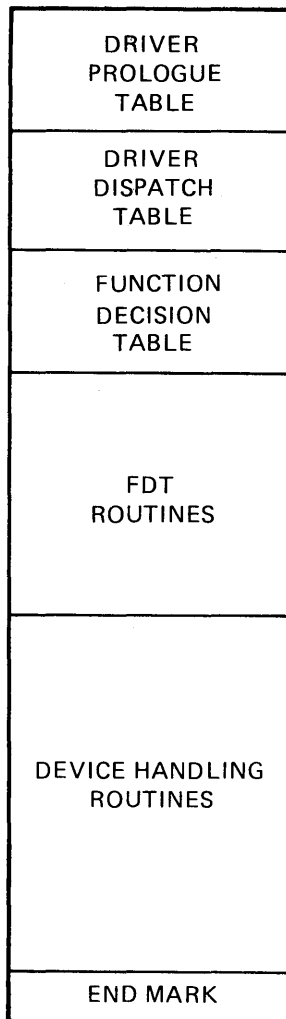 DRIVER
PROLOGUE
TABLE
DRIVER
DISPATCH
TABLE
FUNCTION
DECISION
TABLE
FDT
ROUTINES
DEVICE HANDLING
ROUTINES
END MARK